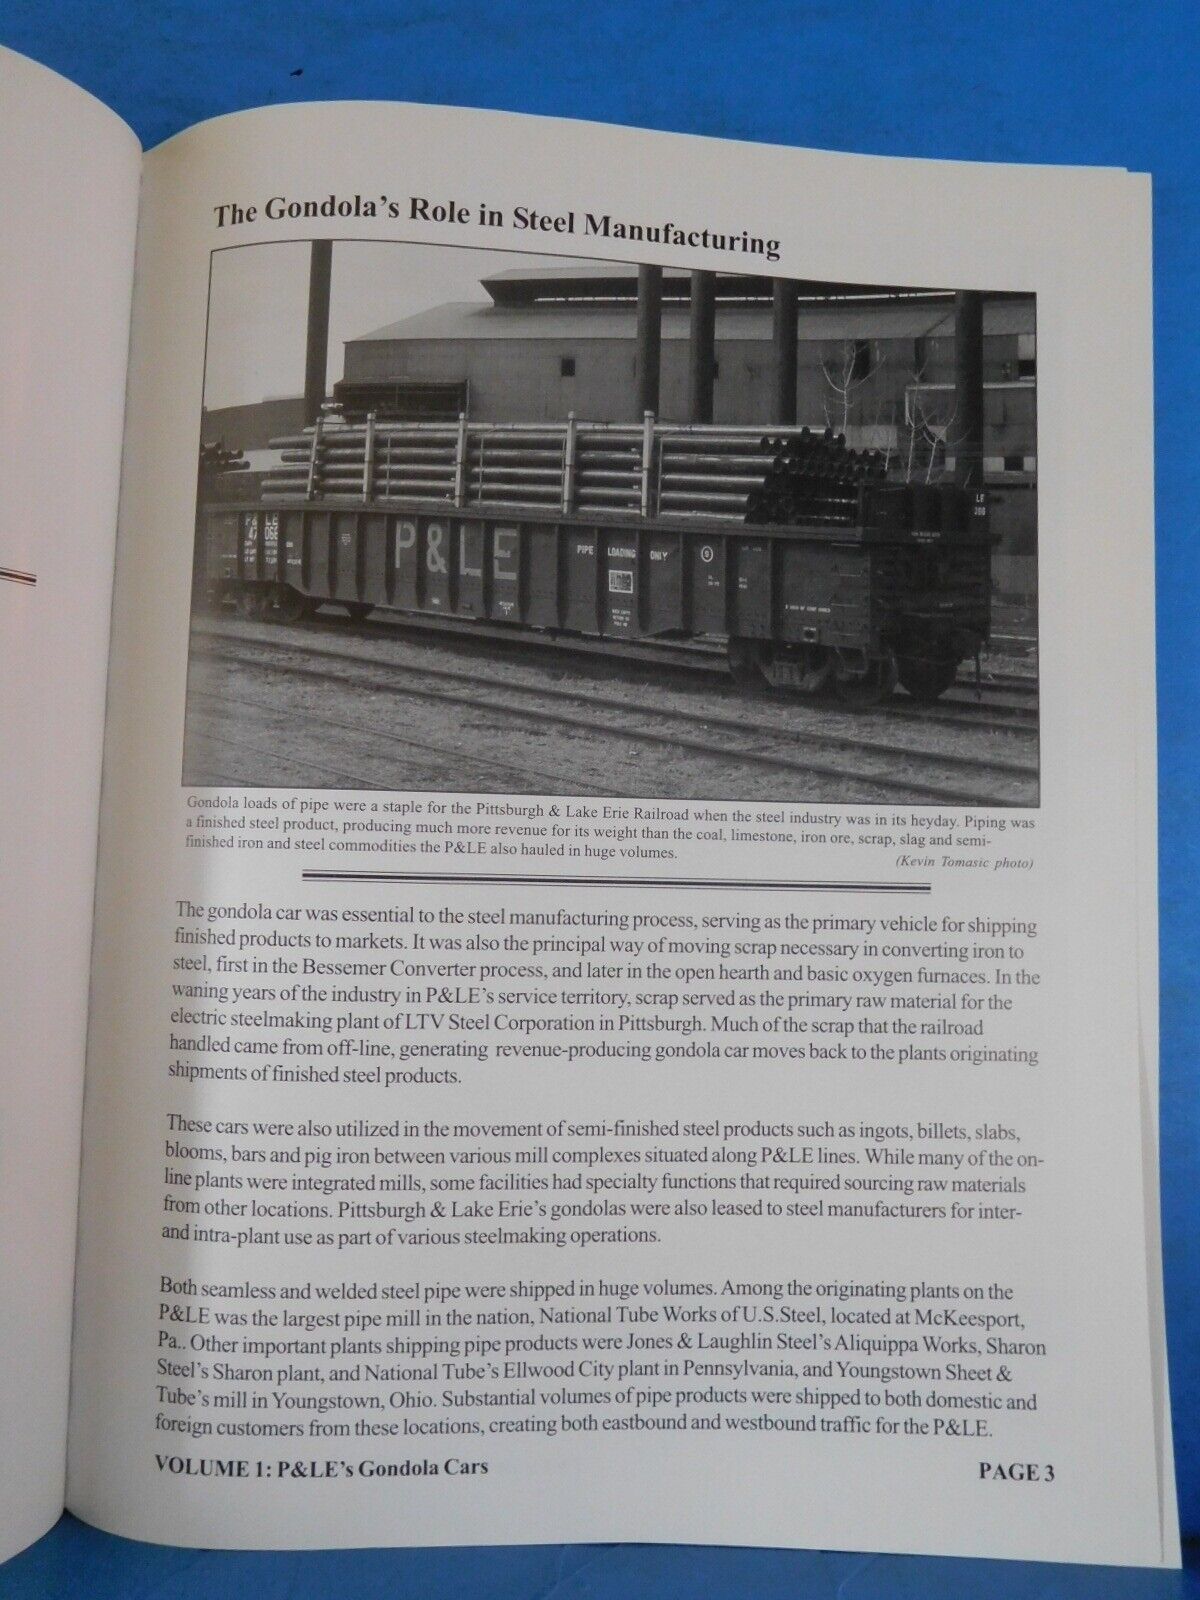 The Gondola's Role in Steel Manufacturing
P&LE
47066
P&LE
PIPE LOADING ONLY
9
LE
Gondola loads of pipe were a staple for the Pittsburgh & Lake Erie Railroad when the steel industry was in its heyday. Piping was
a finished steel product, producing much more revenue for its weight than the coal, limestone, iron ore, scrap, slag and semi-
finished iron and steel commodities the P&LE also hauled in huge volumes.
(Kevin Tomasic photo)
The gondola car was essential to the steel manufacturing process, serving as the primary vehicle for shipping
finished products to markets. It was also the principal way of moving scrap necessary in converting iron to
steel, first in the Bessemer Converter process, and later in the open hearth and basic oxygen furnaces. In the
waning years of the industry in P&LE's service territory, scrap served as the primary raw material for the
electric steelmaking plant of LTV Steel Corporation in Pittsburgh. Much of the scrap that the railroad
handled came from off-line, generating revenue-producing gondola car moves back to the plants originating
shipments of finished steel products.
These cars were also utilized in the movement of semi-finished steel products such as ingots, billets, slabs,
blooms, bars and pig iron between various mill complexes situated along P&LE lines. While many of the on-
line plants were integrated mills, some facilities had specialty functions that required sourcing raw materials
from other locations. Pittsburgh & Lake Erie's gondolas were also leased to steel manufacturers for inter-
and intra-plant use as part of various steelmaking operations.
Both seamless and welded steel pipe were shipped in huge volumes. Among the originating plants on the
P&LE was the largest pipe mill in the nation, National Tube Works of U.S.Steel, located at McKeesport,
Pa.. Other important plants shipping pipe products were Jones & Laughlin Steel's Aliquippa Works, Sharon
Steel's Sharon plant, and National Tube's Ellwood City plant in Pennsylvania, and Youngstown Sheet &
Tube's mill in Youngstown, Ohio. Substantial volumes of pipe products were shipped to both domestic and
foreign customers from these locations, creating both eastbound and westbound traffic for the P&LE.
VOLUME 1: P&LE's Gondola Cars
PAGE 3